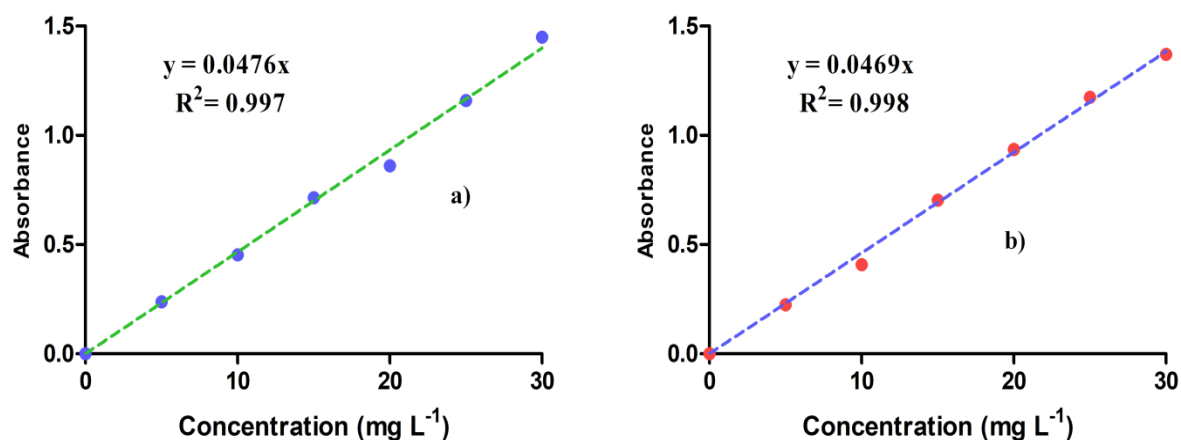 1.5
y = 0.0476x
R²= 0.997
1.0
Absorbance
a)
0.5
0.0
0 10 20 30
Concentration (mg L⁻¹)
1.5
y = 0.0469x
R²= 0.998
1.0
Absorbance
b)
0.5
0.0
0 10 20 30
Concentration (mg L⁻¹)